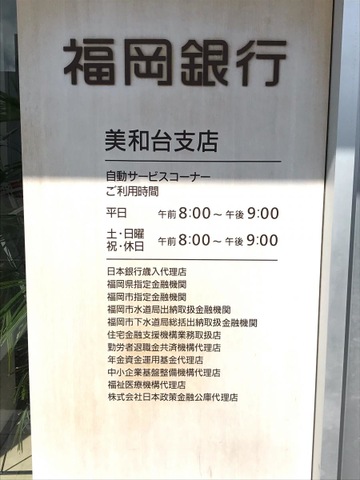 福岡銀行
美和台支店
自動サービスコーナー
ご利用時間
平日 午前8:00〜午後9:00
土・日曜
祝・休日 午前8:00〜午後9:00
日本銀行歳入代理店
福岡県指定金融機関
福岡市指定金融機関
福岡市水道局出納取扱金融機関
福岡市下水道局総括出納取扱金融機関
住宅金融支援機構業務取扱店
勤労者退職金共済機構代理店
年金資金運用基金代理店
中小企業基盤整備機構代理店
福祉医療機構代理店
株式会社日本政策金融公庫代理店